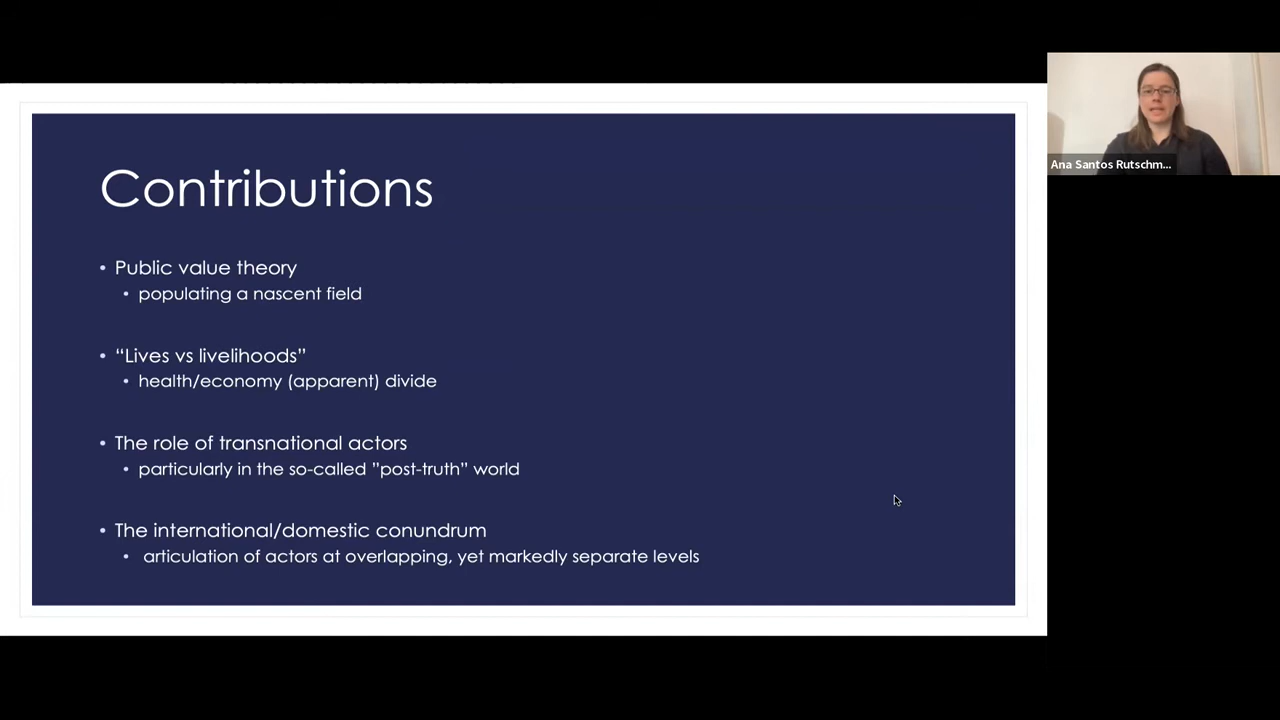 Contributions
• Public value theory
• populating a nascent field
• “Lives vs livelihoods”
• health/economy (apparent) divide
• The role of transnational actors
• particularly in the so-called ”post-truth” world
• The international/domestic conundrum
• articulation of actors at overlapping, yet markedly separate levels
Ana Santos Rutschm...